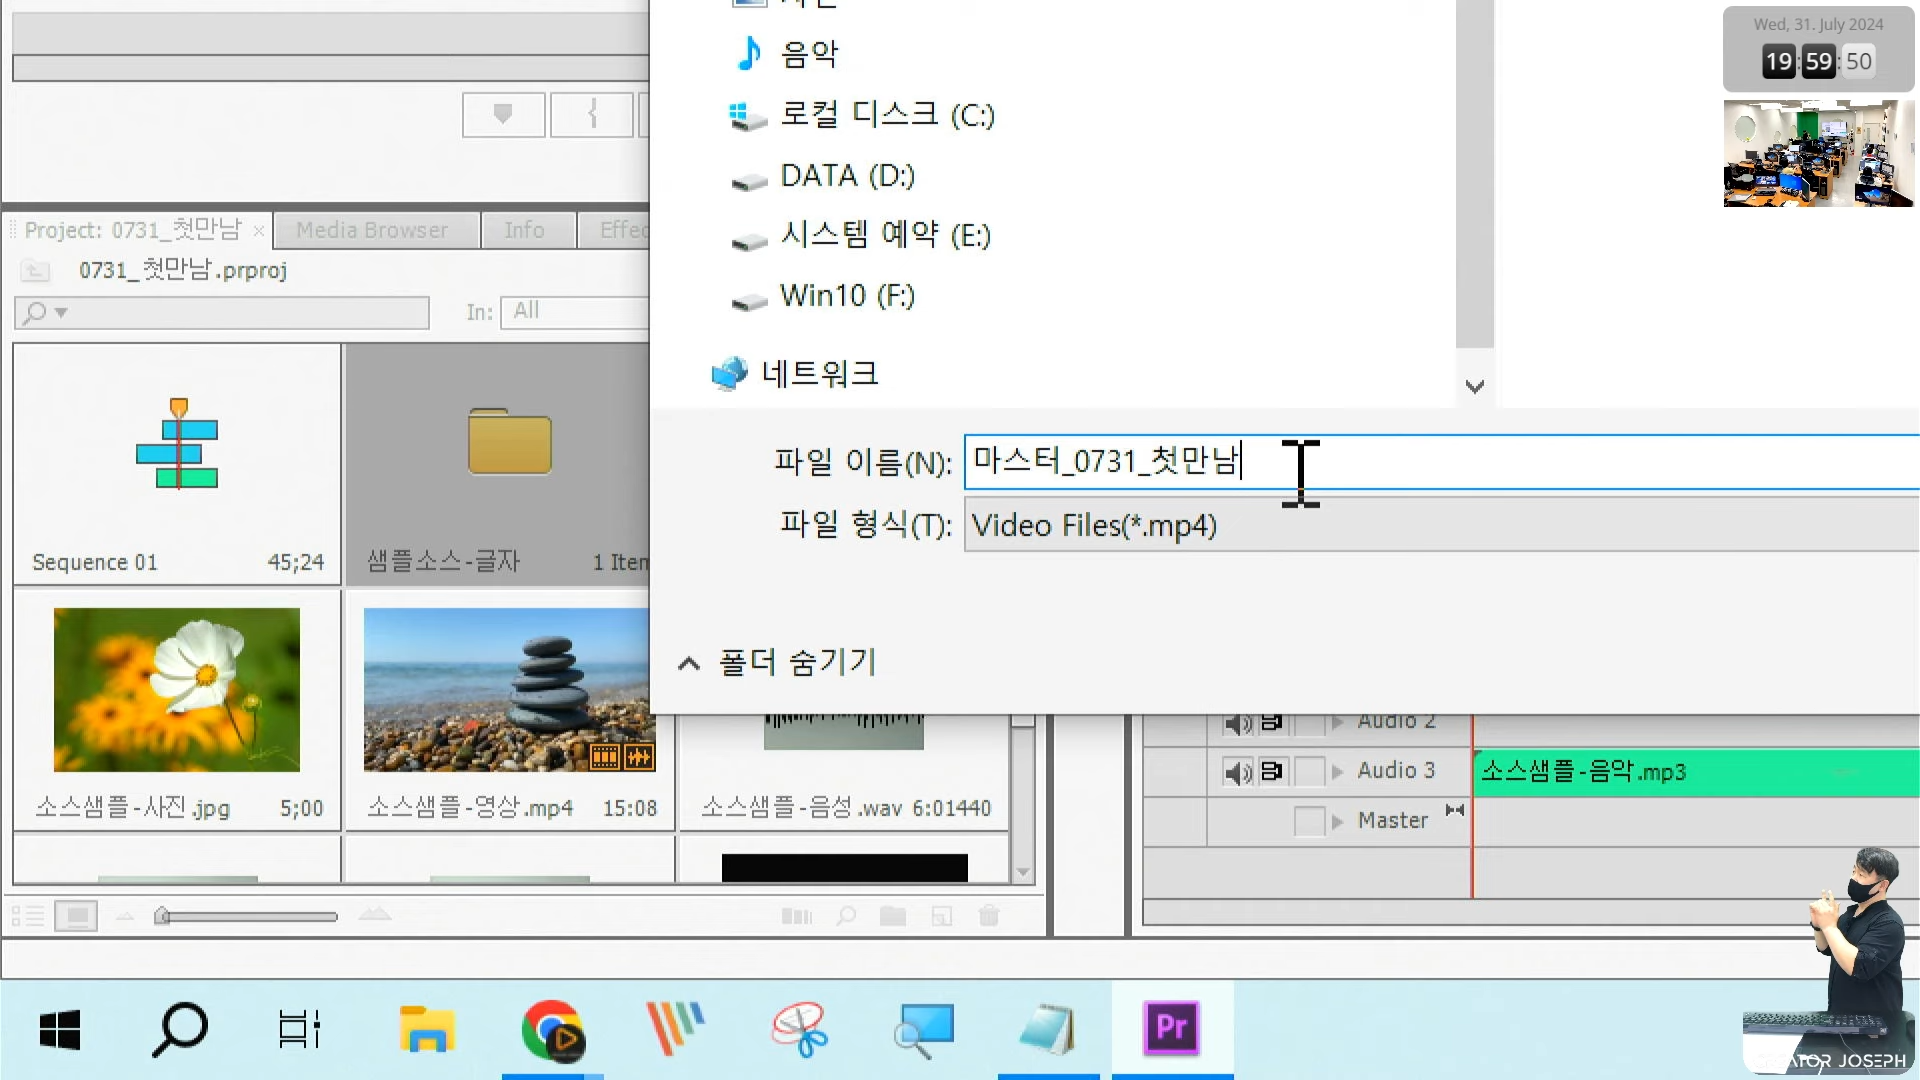 음악
로컬 디스크 (C:)
DATA (D:)
시스템 예약 (E:)
Win10 (F:)
네트워크
파일 이름(N): 마스터_0731_첫만남
파일 형식(T): Video Files(*.mp4)
폴더 숨기기
Wed, 31. July 2024
19:59:50
Project: 0731_첫만남 ×
Media Browser
Info
Effec
0731_첫만남.prproj
In: All
Sequence 01 45;24
샘플소스-글자 1 Item
소스샘플-사진.jpg 5;00
소스샘플-영상.mp4 15:08
소스샘플-음성.wav 6:01440
Audio 2
Audio 3
소스샘플-음악.mp3
Master
Pr
JOSEPH